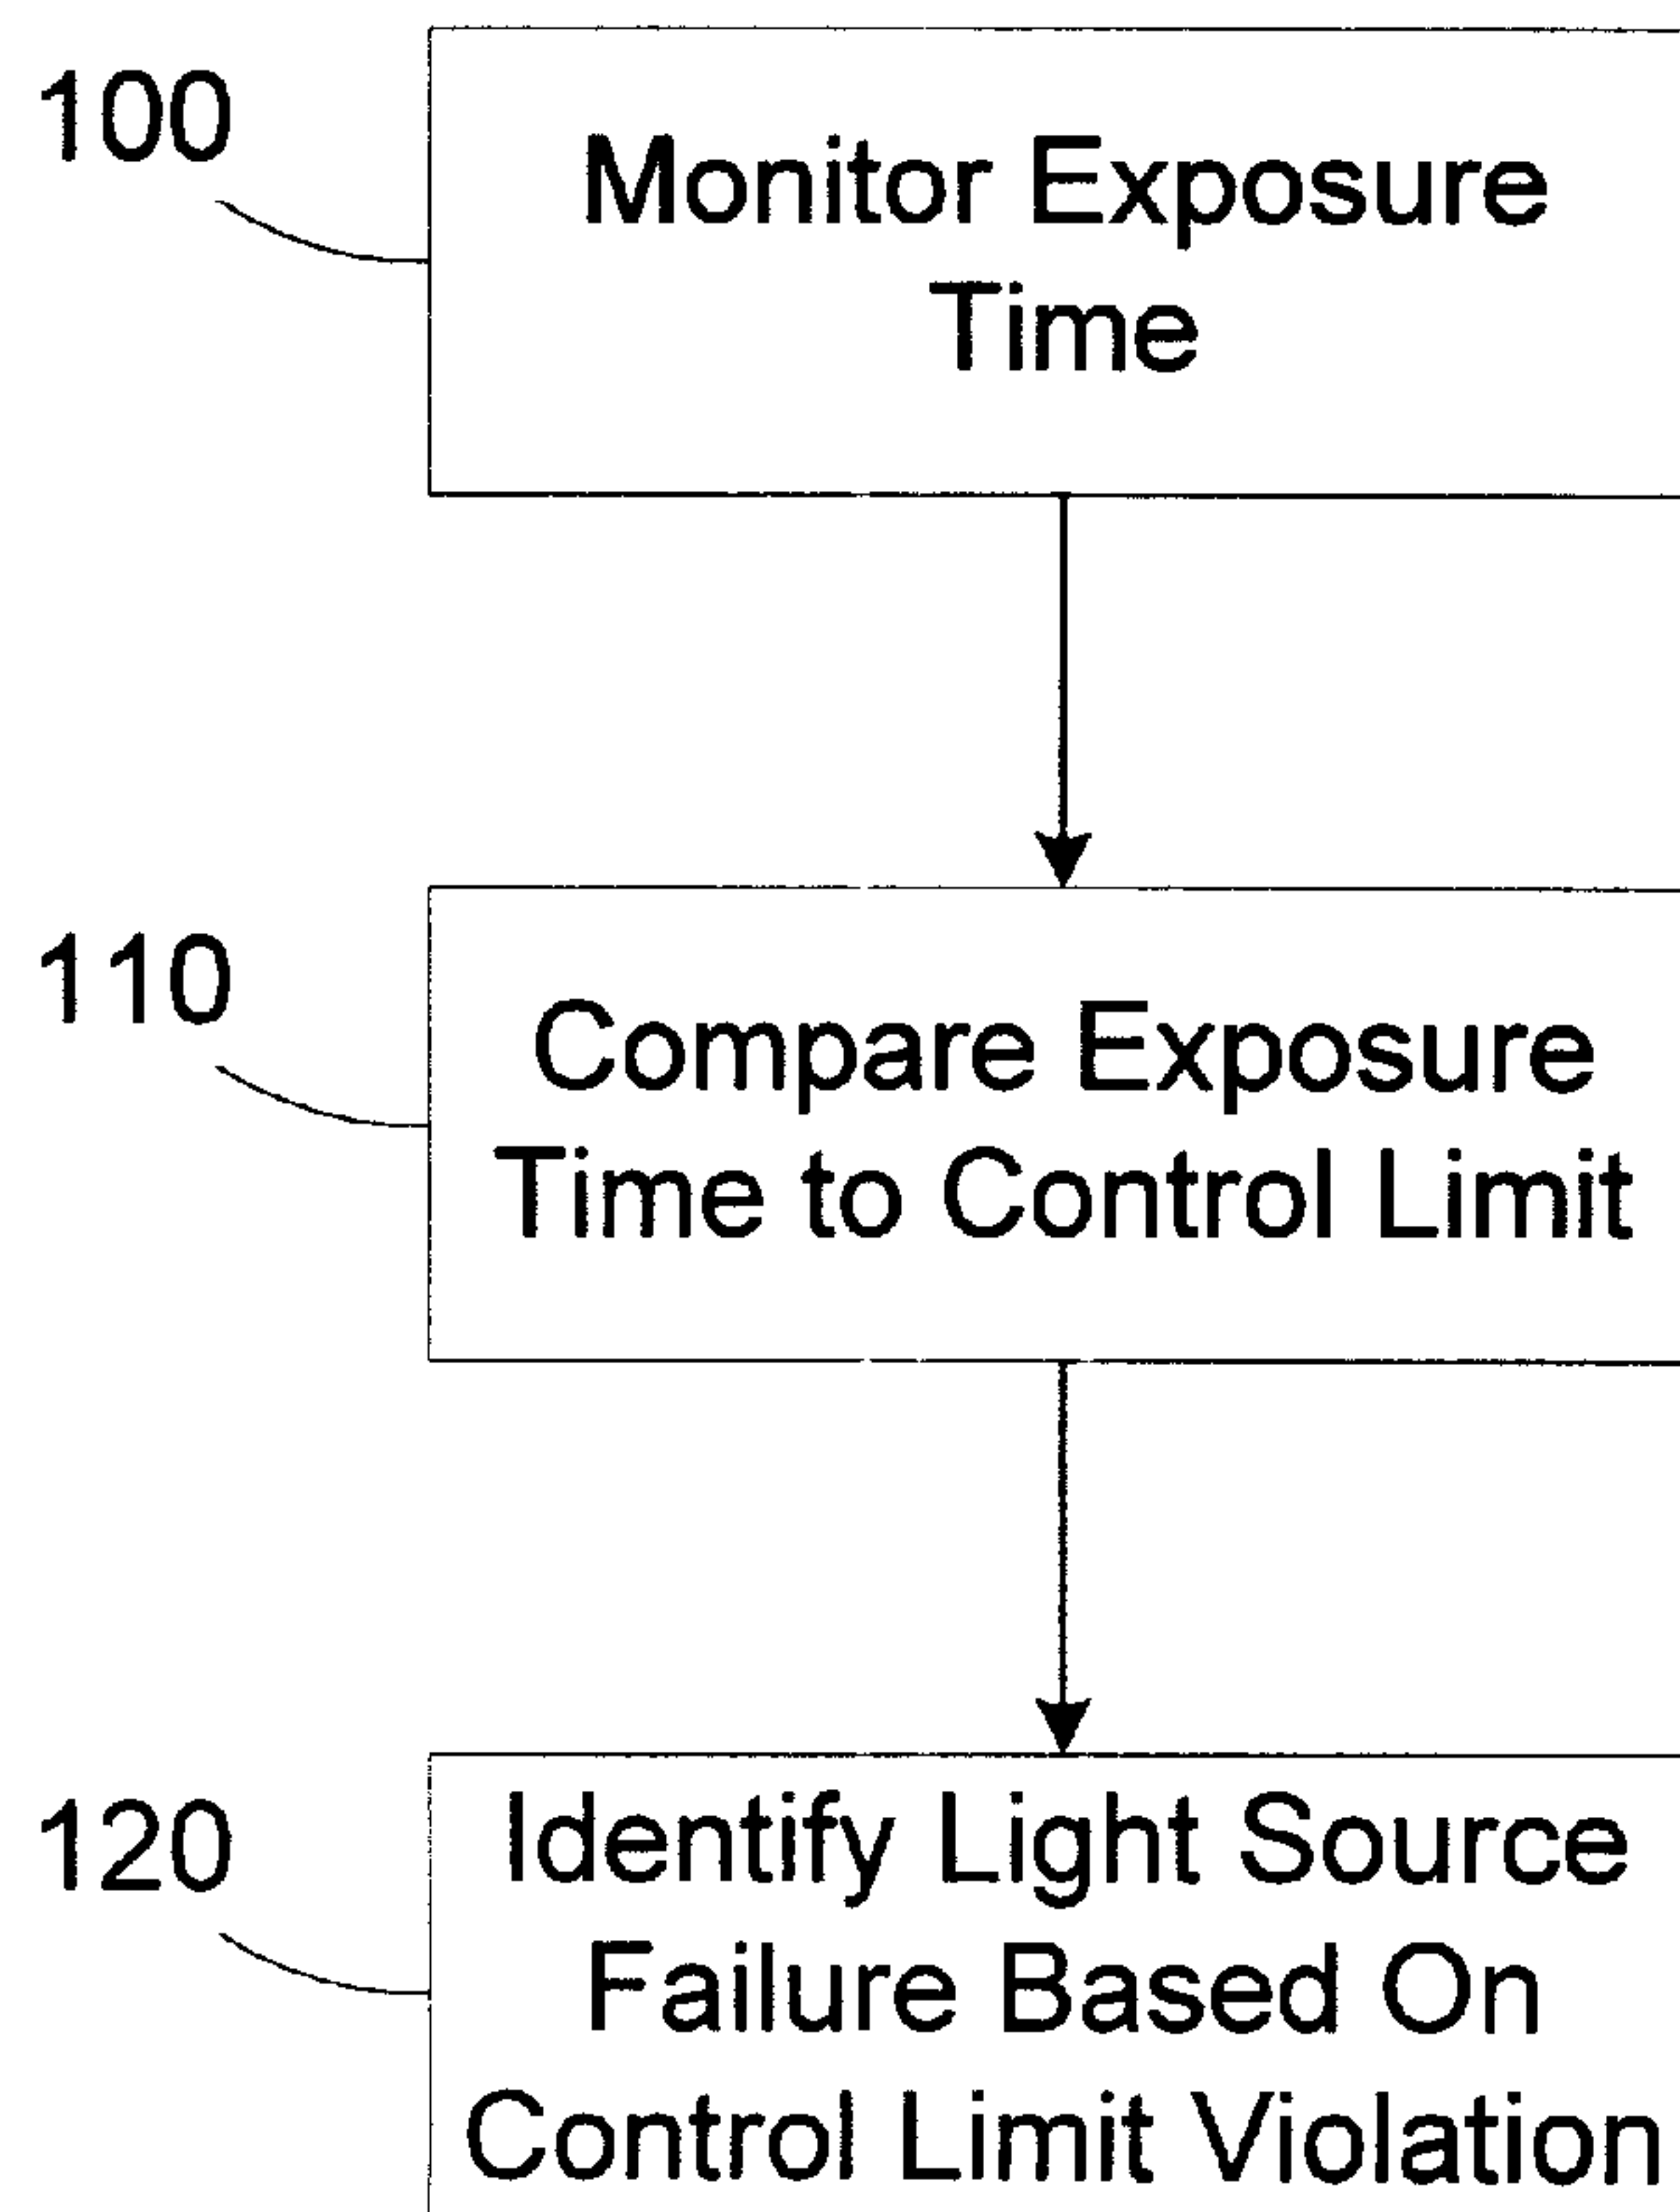 100
Monitor Exposure
Time
110
Compare Exposure
Time to Control Limit
120
Identify Light Source
Failure Based On
Control Limit Violation